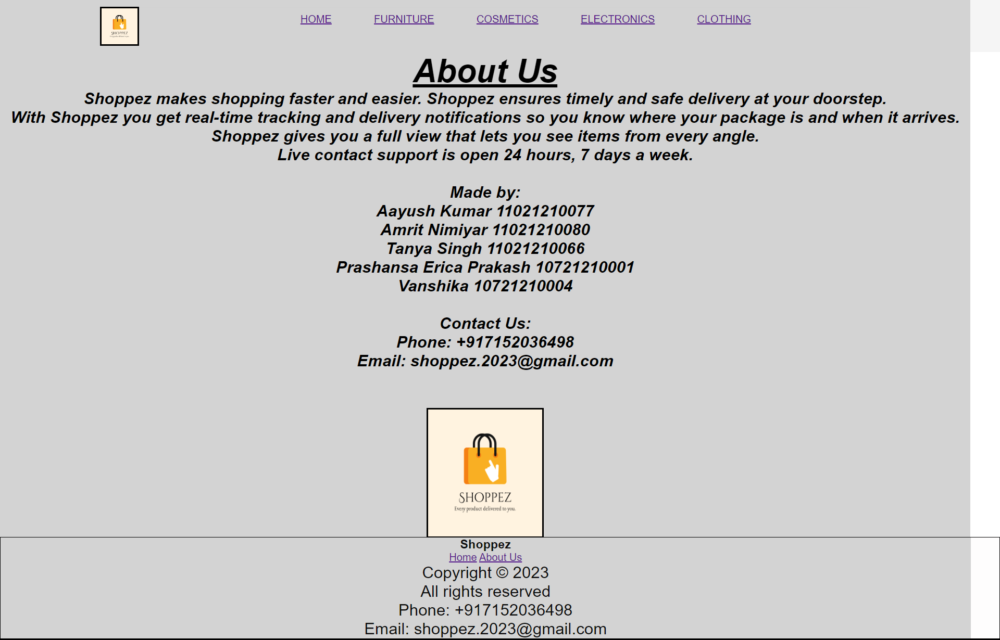 SHOPPEZ
HOME FURNITURE COSMETICS ELECTRONICS CLOTHING
About Us
Shoppez makes shopping faster and easier. Shoppez ensures timely and safe delivery at your doorstep.
With Shoppez you get real-time tracking and delivery notifications so you know where your package is and when it arrives.
Shoppez gives you a full view that lets you see items from every angle.
Live contact support is open 24 hours, 7 days a week.
Made by:
Aayush Kumar 11021210077
Amrit Nimiyar 11021210080
Tanya Singh 11021210066
Prashansa Erica Prakash 10721210001
Vanshika 10721210004
Contact Us:
Phone: +917152036498
Email: shoppez.2023@gmail.com
SHOPPEZ
Every product delivered to you.
Shoppez
Home About Us
Copyright © 2023
All rights reserved
Phone: +917152036498
Email: shoppez.2023@gmail.com